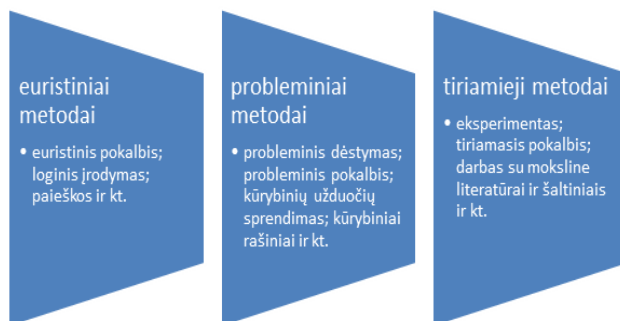 euristiniai
metodai
• euristinis pokalbis;
loginis įrodymas;
paieškos ir kt.
probleminiai
metodai
• probleminis dėstymas;
probleminis pokalbis;
kūrybinių užduočių
sprendimas; kūrybiniai
rašiniai ir kt.
tiriamieji metodai
• eksperimentas;
tiriamasis pokalbis;
darbas su moksline
literatūrai ir šaltiniais
ir kt.